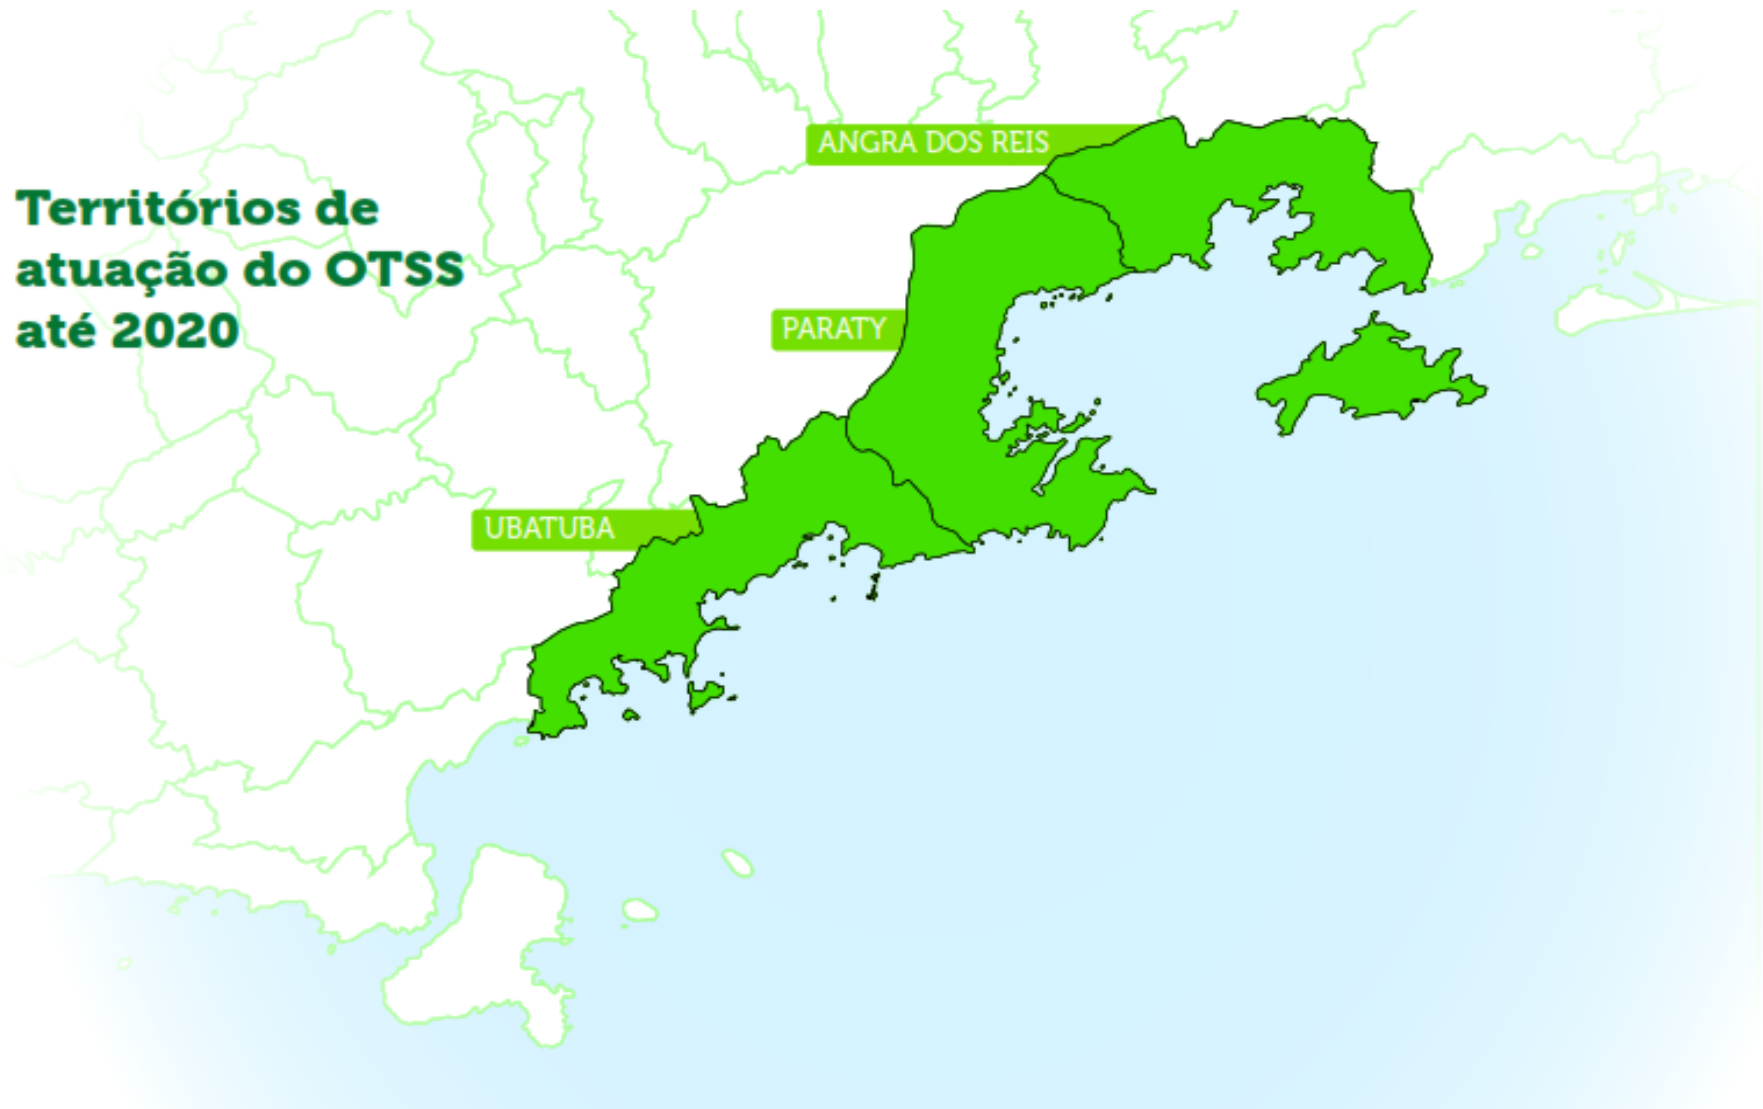 Territórios de
atuação do OTSS
até 2020
ANGRA DOS REIS
PARATY
UBATUBA